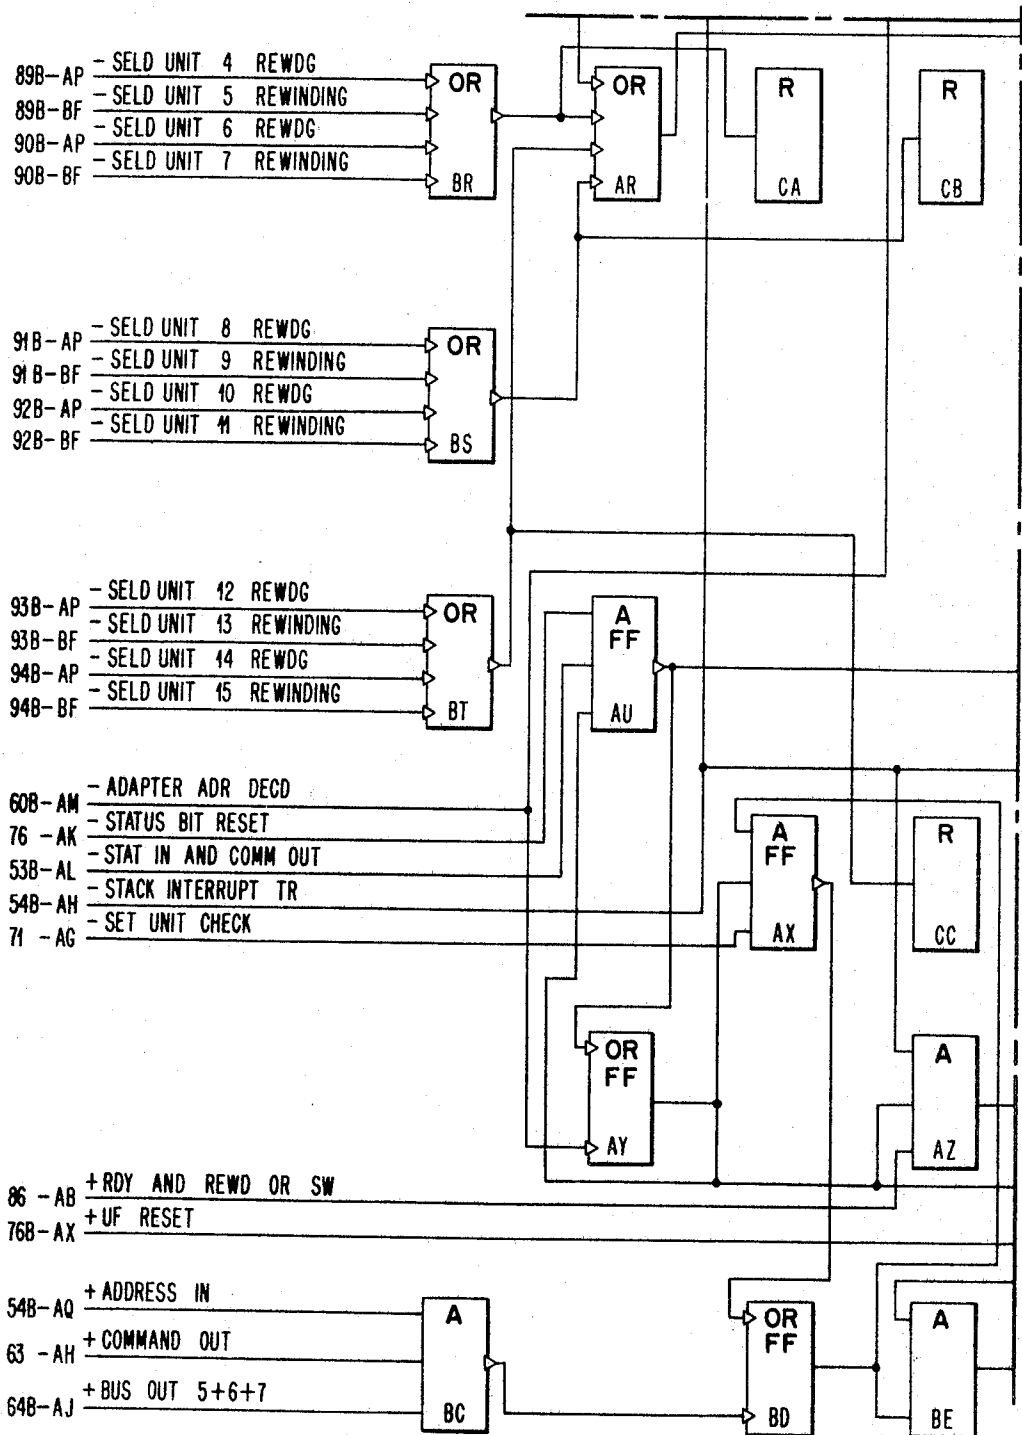 89B-AP - SELD UNIT 4 REWDG
89B-BF - SELD UNIT 5 REWINDING
90B-AP - SELD UNIT 6 REWDG
90B-BF - SELD UNIT 7 REWINDING
OR
BR
OR
AR
R
CA
R
CB
91B-AP - SELD UNIT 8 REWDG
91B-BF - SELD UNIT 9 REWINDING
92B-AP - SELD UNIT 10 REWDG
92B-BF - SELD UNIT 11 REWINDING
OR
BS
93B-AP - SELD UNIT 12 REWDG
93B-BF - SELD UNIT 13 REWINDING
94B-AP - SELD UNIT 14 REWDG
94B-BF - SELD UNIT 15 REWINDING
OR
BT
A
FF
AU
60B-AM - ADAPTER ADR DECD
76 -AK - STATUS BIT RESET
53B-AL - STAT IN AND COMM OUT
54B-AH - STACK INTERRUPT TR
71 -AG - SET UNIT CHECK
A
FF
AX
R
CC
OR
FF
AY
A
AZ
86 -AB + RDY AND REWD OR SW
76B-AX + UF RESET
54B-AQ + ADDRESS IN
63 -AH + COMMAND OUT
64B-AJ + BUS OUT 5+6+7
A
BC
OR
FF
BD
A
BE